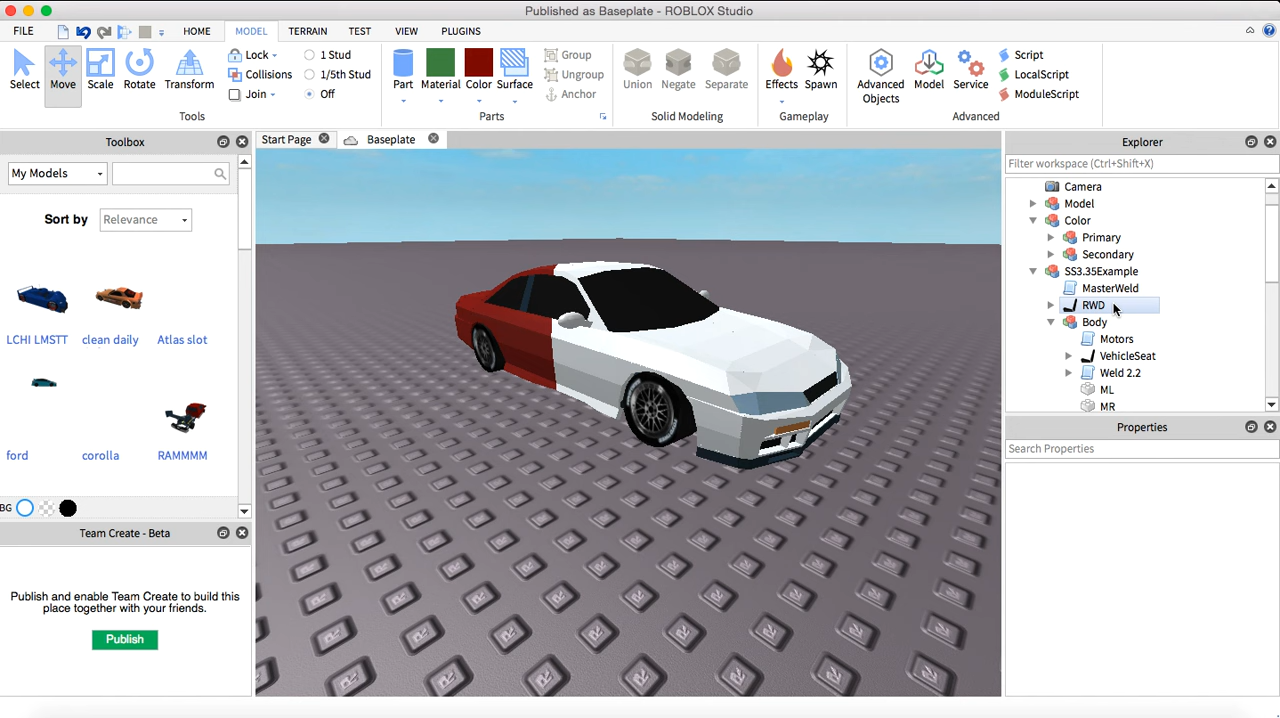 Published as Baseplate - ROBLOX Studio
FILE HOME MODEL TERRAIN TEST VIEW PLUGINS
Select Move Scale Rotate Transform
Lock
Collisions
Join
1 Stud
1/5th Stud
Off
Tools
Part Material Color Surface
Group
Ungroup
Anchor
Parts
Union Negate Separate
Solid Modeling
Effects Spawn
Gameplay
Advanced Objects Model Service
Script
LocalScript
ModuleScript
Advanced
Toolbox
My Models
Sort by Relevance
LCHI LMSTT clean daily Atlas slot
ford corolla RAMMMM
BG
Team Create - Beta
Publish and enable Team Create to build this
place together with your friends.
Publish
Start Page Baseplate
Explorer
Filter workspace (Ctrl+Shift+X)
Camera
Model
Color
Primary
Secondary
SS3.35Example
MasterWeld
RWD
Body
Motors
VehicleSeat
Weld 2.2
ML
MR
Properties
Search Properties